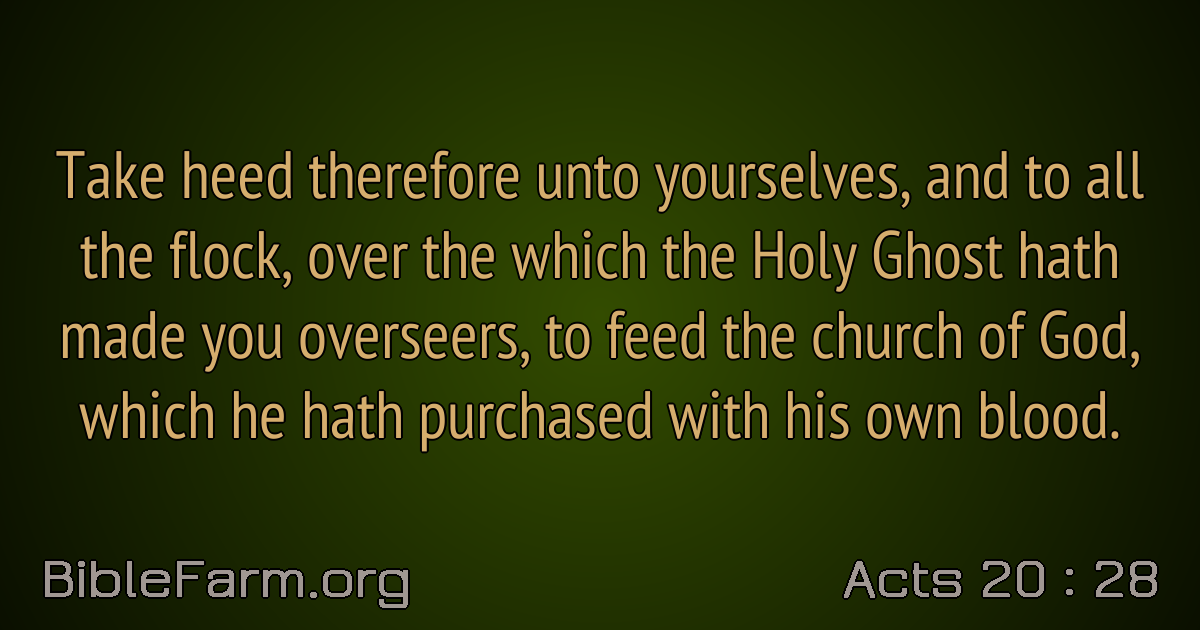 Take heed therefore unto yourselves, and to all
the flock, over the which the Holy Ghost hath
made you overseers, to feed the church of God,
which he hath purchased with his own blood.
BibleFarm.org
Acts 20 : 28